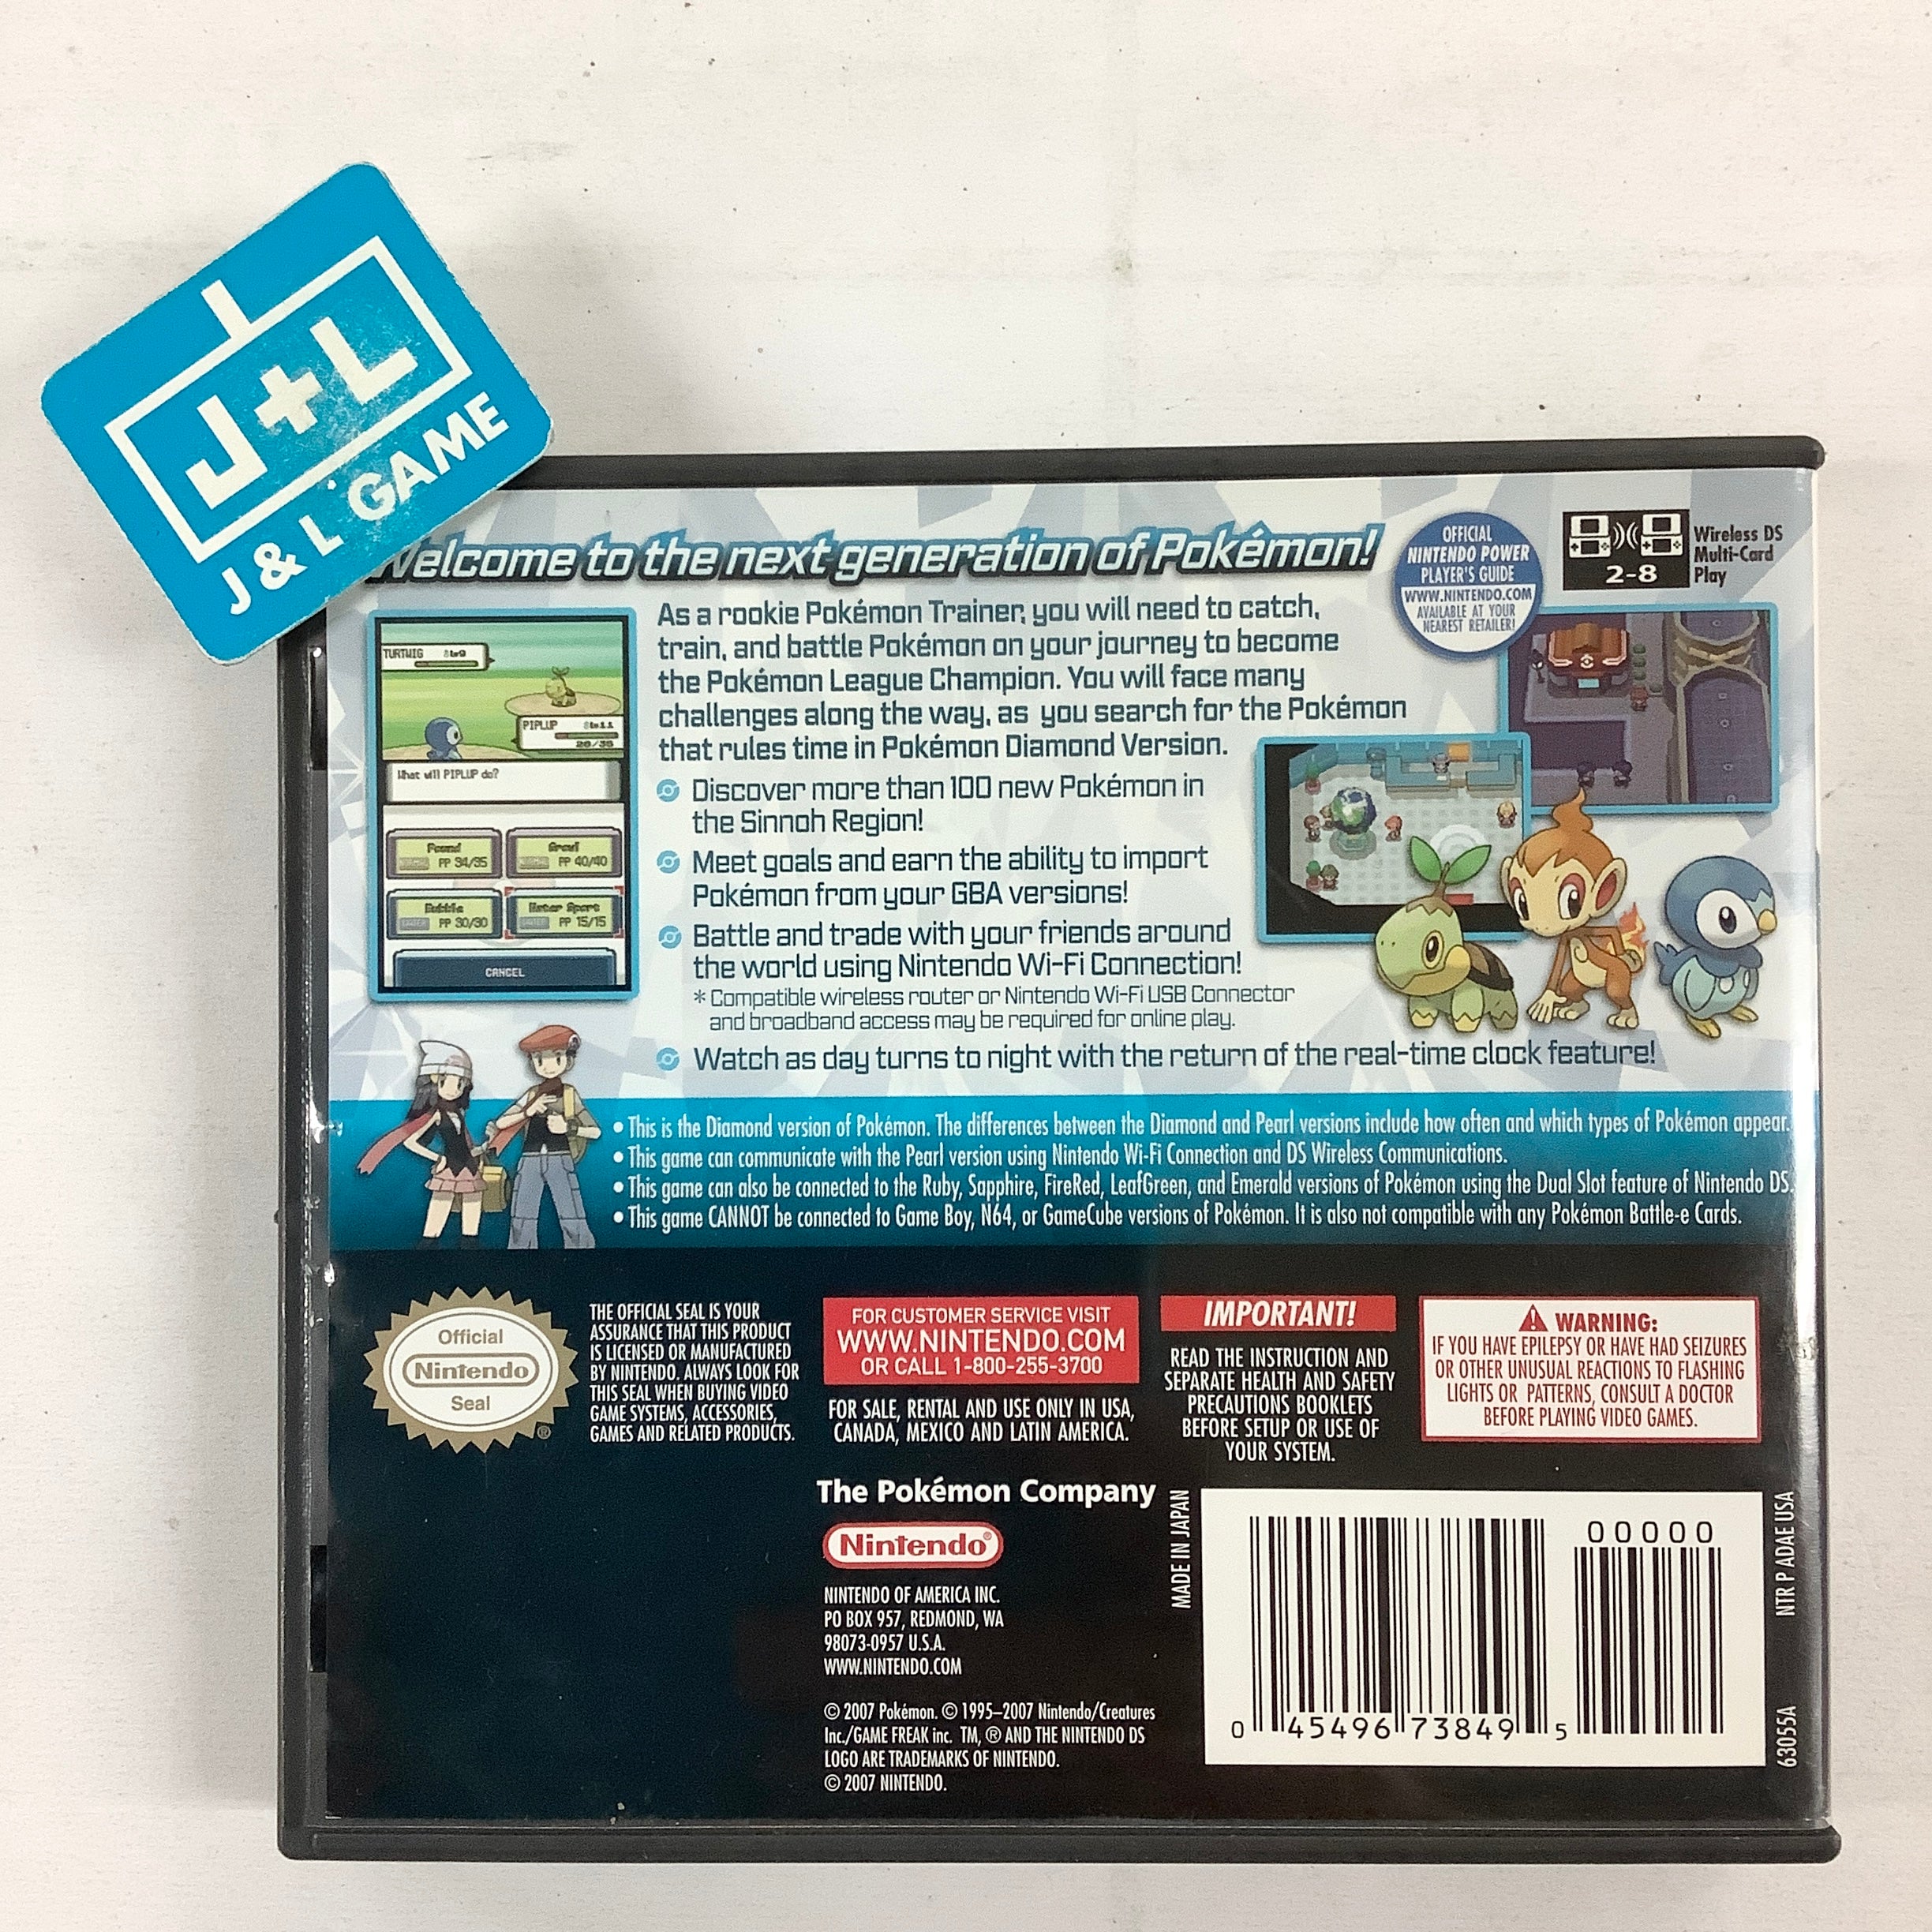 J+L
J & L GAME
Welcome to the next generation of Pokémon!
OFFICIAL
NINTENDO POWER
PLAYER'S GUIDE
WWW.NINTENDO.COM
AVAILABLE AT YOUR
NEAREST RETAILER!
2-8
Wireless DS
Multi-Card
Play
As a rookie Pokémon Trainer, you will need to catch,
train, and battle Pokémon on your journey to become
the Pokémon League Champion. You will face many
challenges along the way, as you search for the Pokémon
that rules time in Pokémon Diamond Version.
Discover more than 100 new Pokémon in
the Sinnoh Region!
Meet goals and earn the ability to import
Pokémon from your GBA versions!
Battle and trade with your friends around
the world using Nintendo Wi-Fi Connection!
* Compatible wireless router or Nintendo Wi-Fi USB Connector
and broadband access may be required for online play.
Watch as day turns to night with the return of the real-time clock feature!
TURTWIG Lv9
PIPLUP Lv11
28/35
What will PIPLUP do?
Pound
PP 34/35
Growl
PP 40/40
Bubble
PP 30/30
Water Sport
PP 15/15
CANCEL
• This is the Diamond version of Pokémon. The differences between the Diamond and Pearl versions include how often and which types of Pokémon appear.
• This game can communicate with the Pearl version using Nintendo Wi-Fi Connection and DS Wireless Communications.
• This game can also be connected to the Ruby, Sapphire, FireRed, LeafGreen, and Emerald versions of Pokémon using the Dual Slot feature of Nintendo DS.
• This game CANNOT be connected to Game Boy, N64, or GameCube versions of Pokémon. It is also not compatible with any Pokémon Battle-e Cards.
Official
Nintendo
Seal
®
THE OFFICIAL SEAL IS YOUR
ASSURANCE THAT THIS PRODUCT
IS LICENSED OR MANUFACTURED
BY NINTENDO. ALWAYS LOOK FOR
THIS SEAL WHEN BUYING VIDEO
GAME SYSTEMS, ACCESSORIES,
GAMES AND RELATED PRODUCTS.
FOR CUSTOMER SERVICE VISIT
WWW.NINTENDO.COM
OR CALL 1-800-255-3700
FOR SALE, RENTAL AND USE ONLY IN USA,
CANADA, MEXICO AND LATIN AMERICA.
IMPORTANT!
READ THE INSTRUCTION AND
SEPARATE HEALTH AND SAFETY
PRECAUTIONS BOOKLETS
BEFORE SETUP OR USE OF
YOUR SYSTEM.
WARNING:
IF YOU HAVE EPILEPSY OR HAVE HAD SEIZURES
OR OTHER UNUSUAL REACTIONS TO FLASHING
LIGHTS OR PATTERNS, CONSULT A DOCTOR
BEFORE PLAYING VIDEO GAMES.
The Pokémon Company
Nintendo®
NINTENDO OF AMERICA INC.
PO BOX 957, REDMOND, WA
98073-0957 U.S.A.
WWW.NINTENDO.COM
© 2007 Pokémon. © 1995–2007 Nintendo/Creatures
Inc./GAME FREAK inc. TM, ® AND THE NINTENDO DS
LOGO ARE TRADEMARKS OF NINTENDO.
© 2007 NINTENDO.
MADE IN JAPAN
00000
0 45496 73849 5
NTR P ADAE USA
63055A